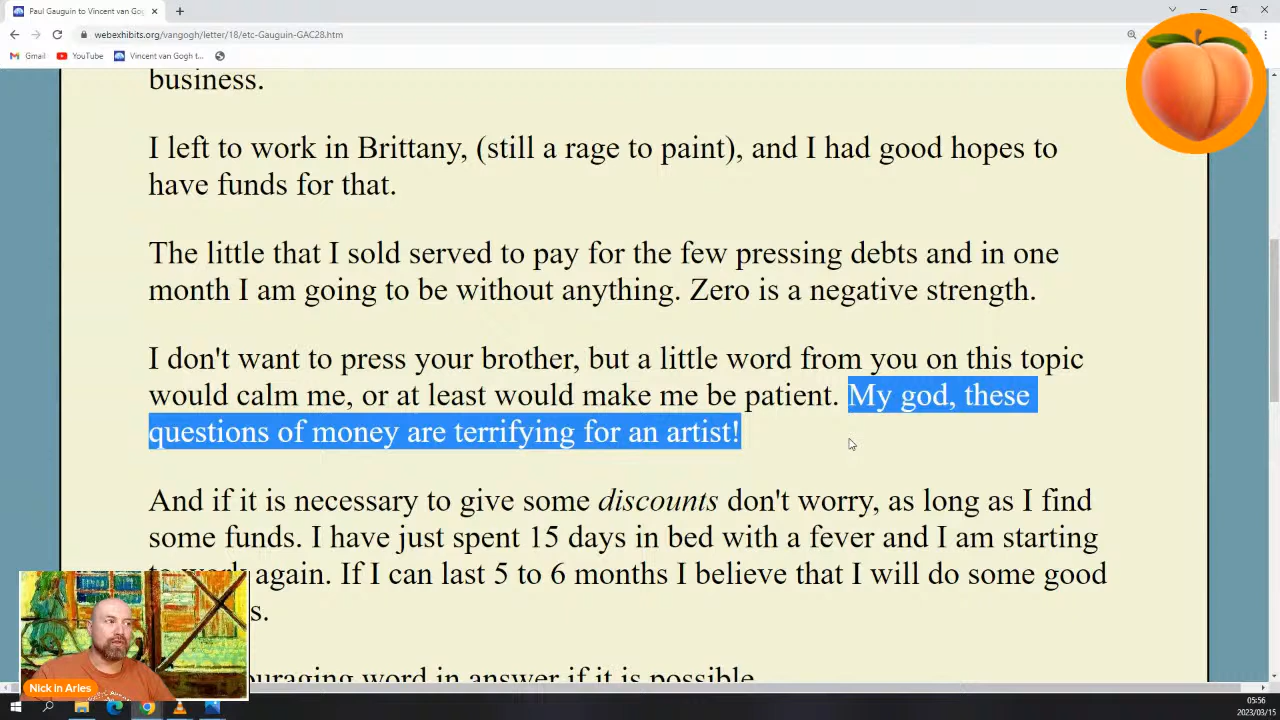 Paul Gauguin to Vincent van Go
webexhibits.org/vangogh/letter/18/etc-Gauguin-GAC28.htm
Gmail
YouTube
Vincent van Gogh t...
business.
I left to work in Brittany, (still a rage to paint), and I had good hopes to
have funds for that.
The little that I sold served to pay for the few pressing debts and in one
month I am going to be without anything. Zero is a negative strength.
I don't want to press your brother, but a little word from you on this topic
would calm me, or at least would make me be patient. My god, these
questions of money are terrifying for an artist!
And if it is necessary to give some discounts don't worry, as long as I find
some funds. I have just spent 15 days in bed with a fever and I am starting
again. If I can last 5 to 6 months I believe that I will do some good
word in answer if it is possible
Nick in Arles
05:56
2023/03/15